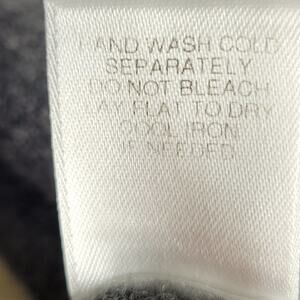 HAND WASH COLD
SEPARATELY
DO NOT BLEACH
LAY FLAT TO DRY
COOL IRON
IF NEEDED